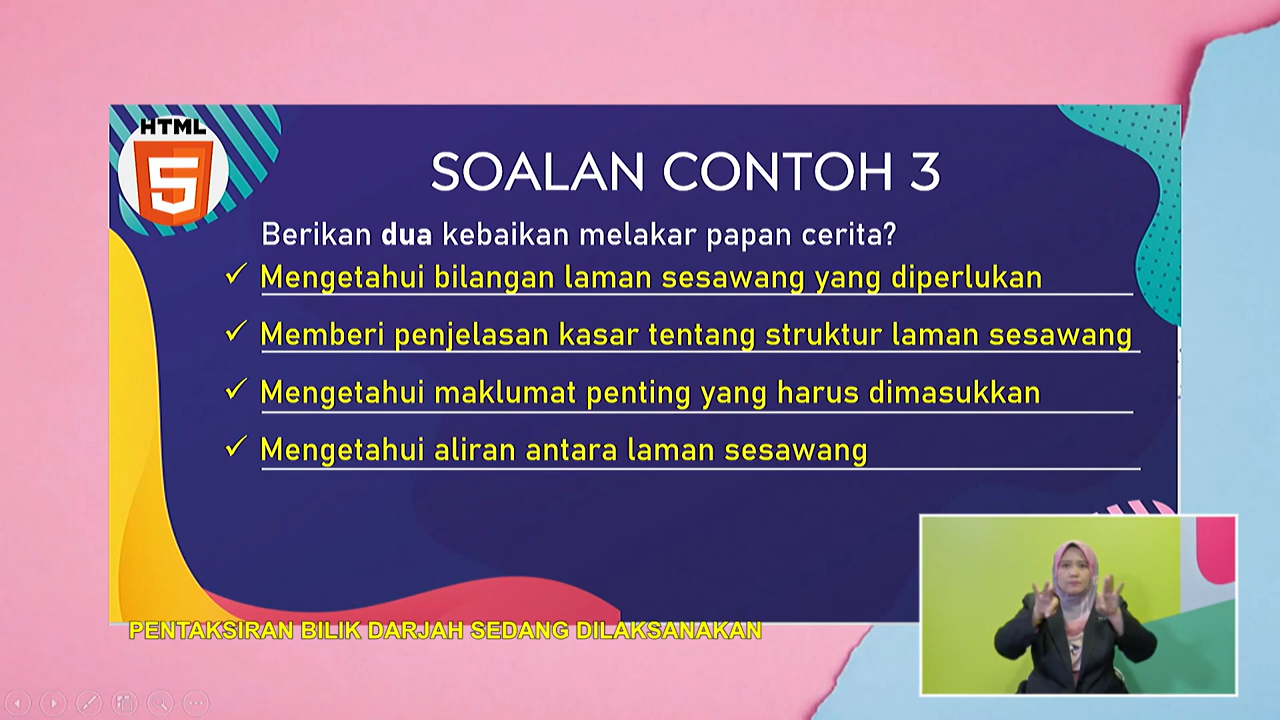 HTML
5
SOALAN CONTOH 3
Berikan dua kebaikan melakar papan cerita?
✓ Mengetahui bilangan laman sesawang yang diperlukan
✓ Memberi penjelasan kasar tentang struktur laman sesawang
✓ Mengetahui maklumat penting yang harus dimasukkan
✓ Mengetahui aliran antara laman sesawang
PENTAKSIRAN BILIK DARJAH SEDANG DILAKSANAKAN